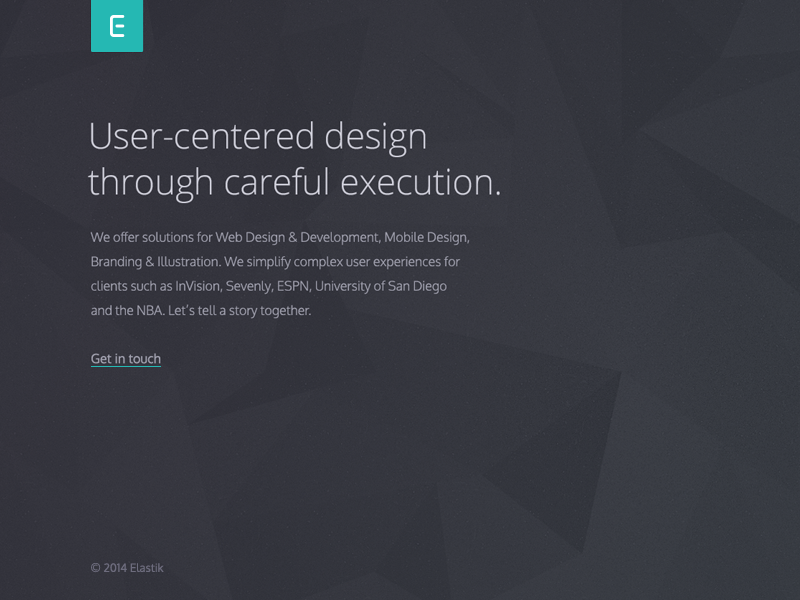 E
User-centered design
through careful execution.
We offer solutions for Web Design & Development, Mobile Design,
Branding & Illustration. We simplify complex user experiences for
clients such as InVision, Sevenly, ESPN, University of San Diego
and the NBA. Let's tell a story together.
Get in touch
© 2014 Elastik